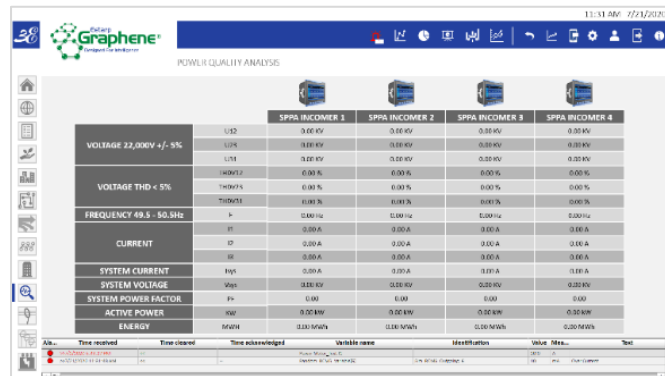 11:31 AM 7/21/2020
Graphene®
Designed For Intelligence
POWER QUALITY ANALYSIS
SPPA INCOMER 1 SPPA INCOMER 2 SPPA INCOMER 3 SPPA INCOMER 4
VOLTAGE 22,000V +/- 5%
U12 0.00 KV 0.00 KV 0.00 KV 0.00 KV
U23 0.00 KV 0.00 KV 0.00 KV 0.00 KV
U31 0.00 KV 0.00 KV 0.00 KV 0.00 KV
VOLTAGE THD < 5%
THDV12 0.00 % 0.00 % 0.00 % 0.00 %
THDV23 0.00 % 0.00 % 0.00 % 0.00 %
THDV31 0.00 % 0.00 % 0.00 % 0.00 %
FREQUENCY 49.5 - 50.5Hz F 0.00 Hz 0.00 Hz 0.00 Hz 0.00 Hz
CURRENT
I1 0.00 A 0.00 A 0.00 A 0.00 A
I2 0.00 A 0.00 A 0.00 A 0.00 A
I3 0.00 A 0.00 A 0.00 A 0.00 A
SYSTEM CURRENT Isys 0.00 A 0.00 A 0.00 A 0.00 A
SYSTEM VOLTAGE Vsys 0.00 KV 0.00 KV 0.00 KV 0.00 KV
SYSTEM POWER FACTOR PF 0.00 0.00 0.00 0.00
ACTIVE POWER KW 0.00 kW 0.00 kW 0.00 kW 0.00 kW
ENERGY MWH 0.00 MWh 0.00 MWh 0.00 MWh 0.00 MWh
Ala... Time received Time cleared Time acknowledged Variable name Identification Value Mea... Text